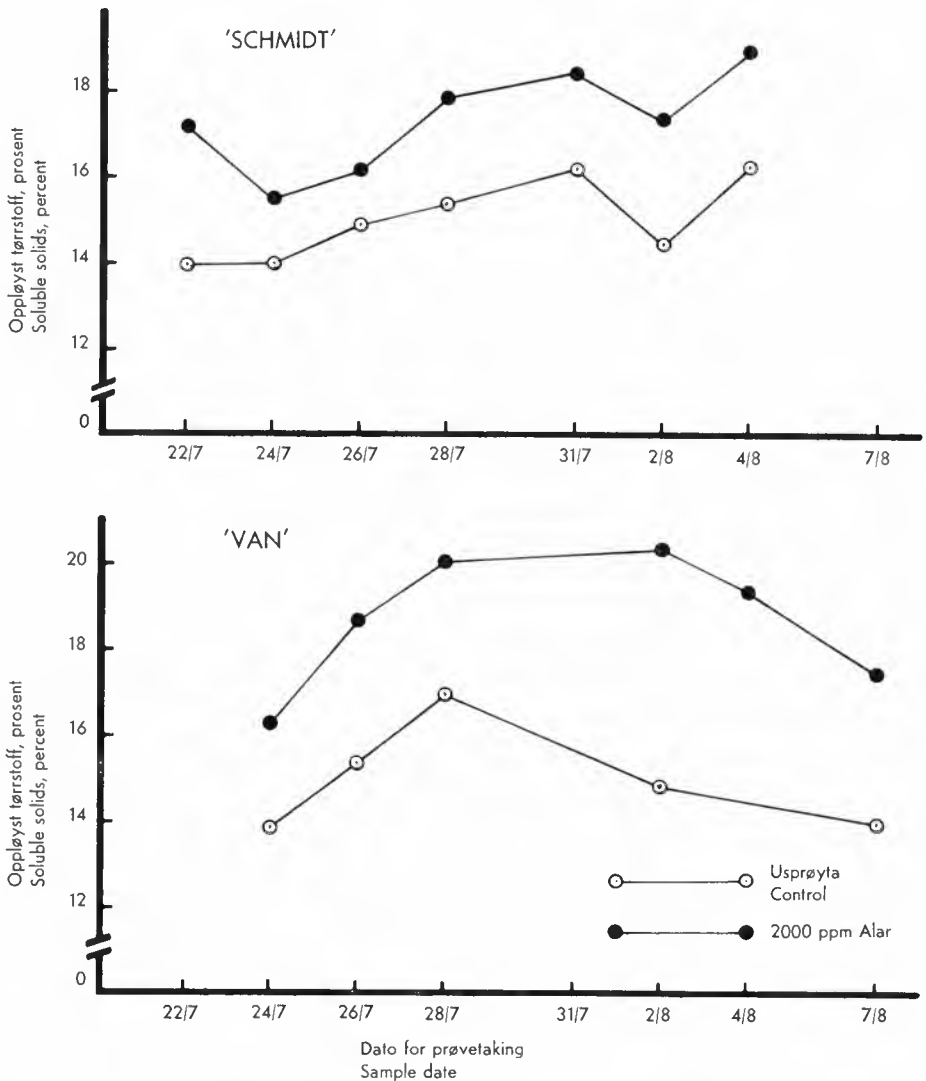 'SCHMIDT'
18
16
14
12
0
Oppløyst tørrstoff, prosent
Soluble solids, percent
22/7 24/7 26/7 28/7 31/7 2/8 4/8 7/8
'VAN'
20
18
16
14
12
0
Oppløyst tørrstoff, prosent
Soluble solids, percent
Usprøyta
Control
2000 ppm Alar
22/7 24/7 26/7 28/7 31/7 2/8 4/8 7/8
Dato for prøvetaking
Sample date